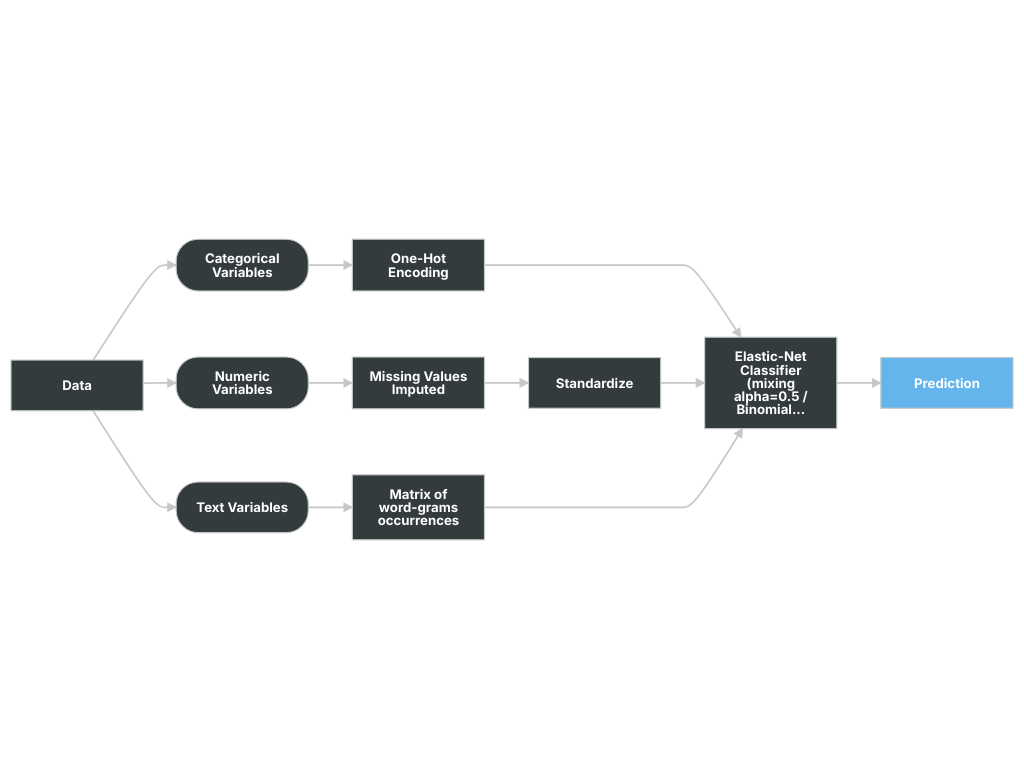 Categorical
Variables
One-Hot
Encoding
Data
Numeric
Variables
Missing Values
Imputed
Standardize
Elastic-Net
Classifier
(mixing
alpha=0.5 /
Binomial...
Prediction
Text Variables
Matrix of
word-grams
occurrences